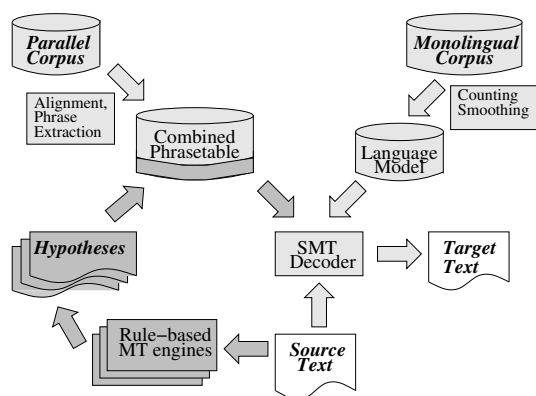 Parallel
Corpus
Monolingual
Corpus
Alignment,
Phrase
Extraction
Counting
Smoothing
Combined
Phrasetable
Language
Model
Hypotheses
SMT
Decoder
Target
Text
Rule−based
MT engines
Source
Text